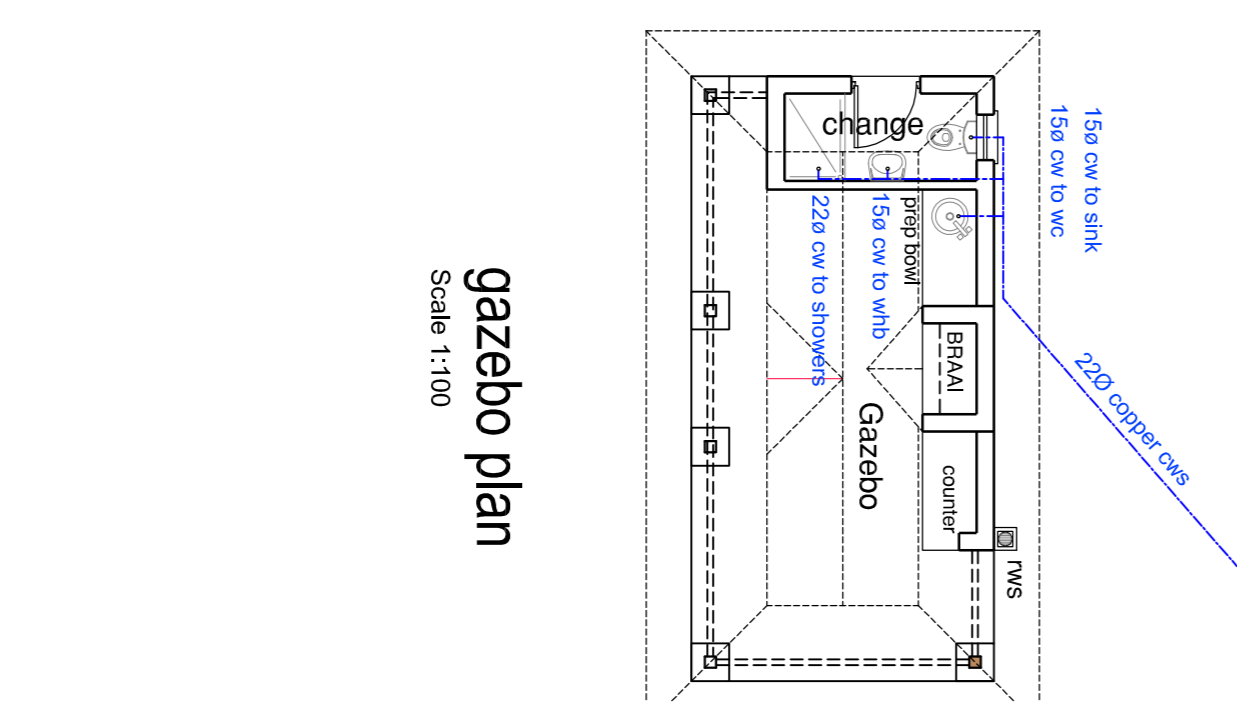 gazebo plan
Scale 1:100
change
15ø cw to sink
15ø cw to wc
prep bowl
15ø cw to whb
22ø cw to showers
BRAAI
22Ø copper cws
Gazebo
counter
rws